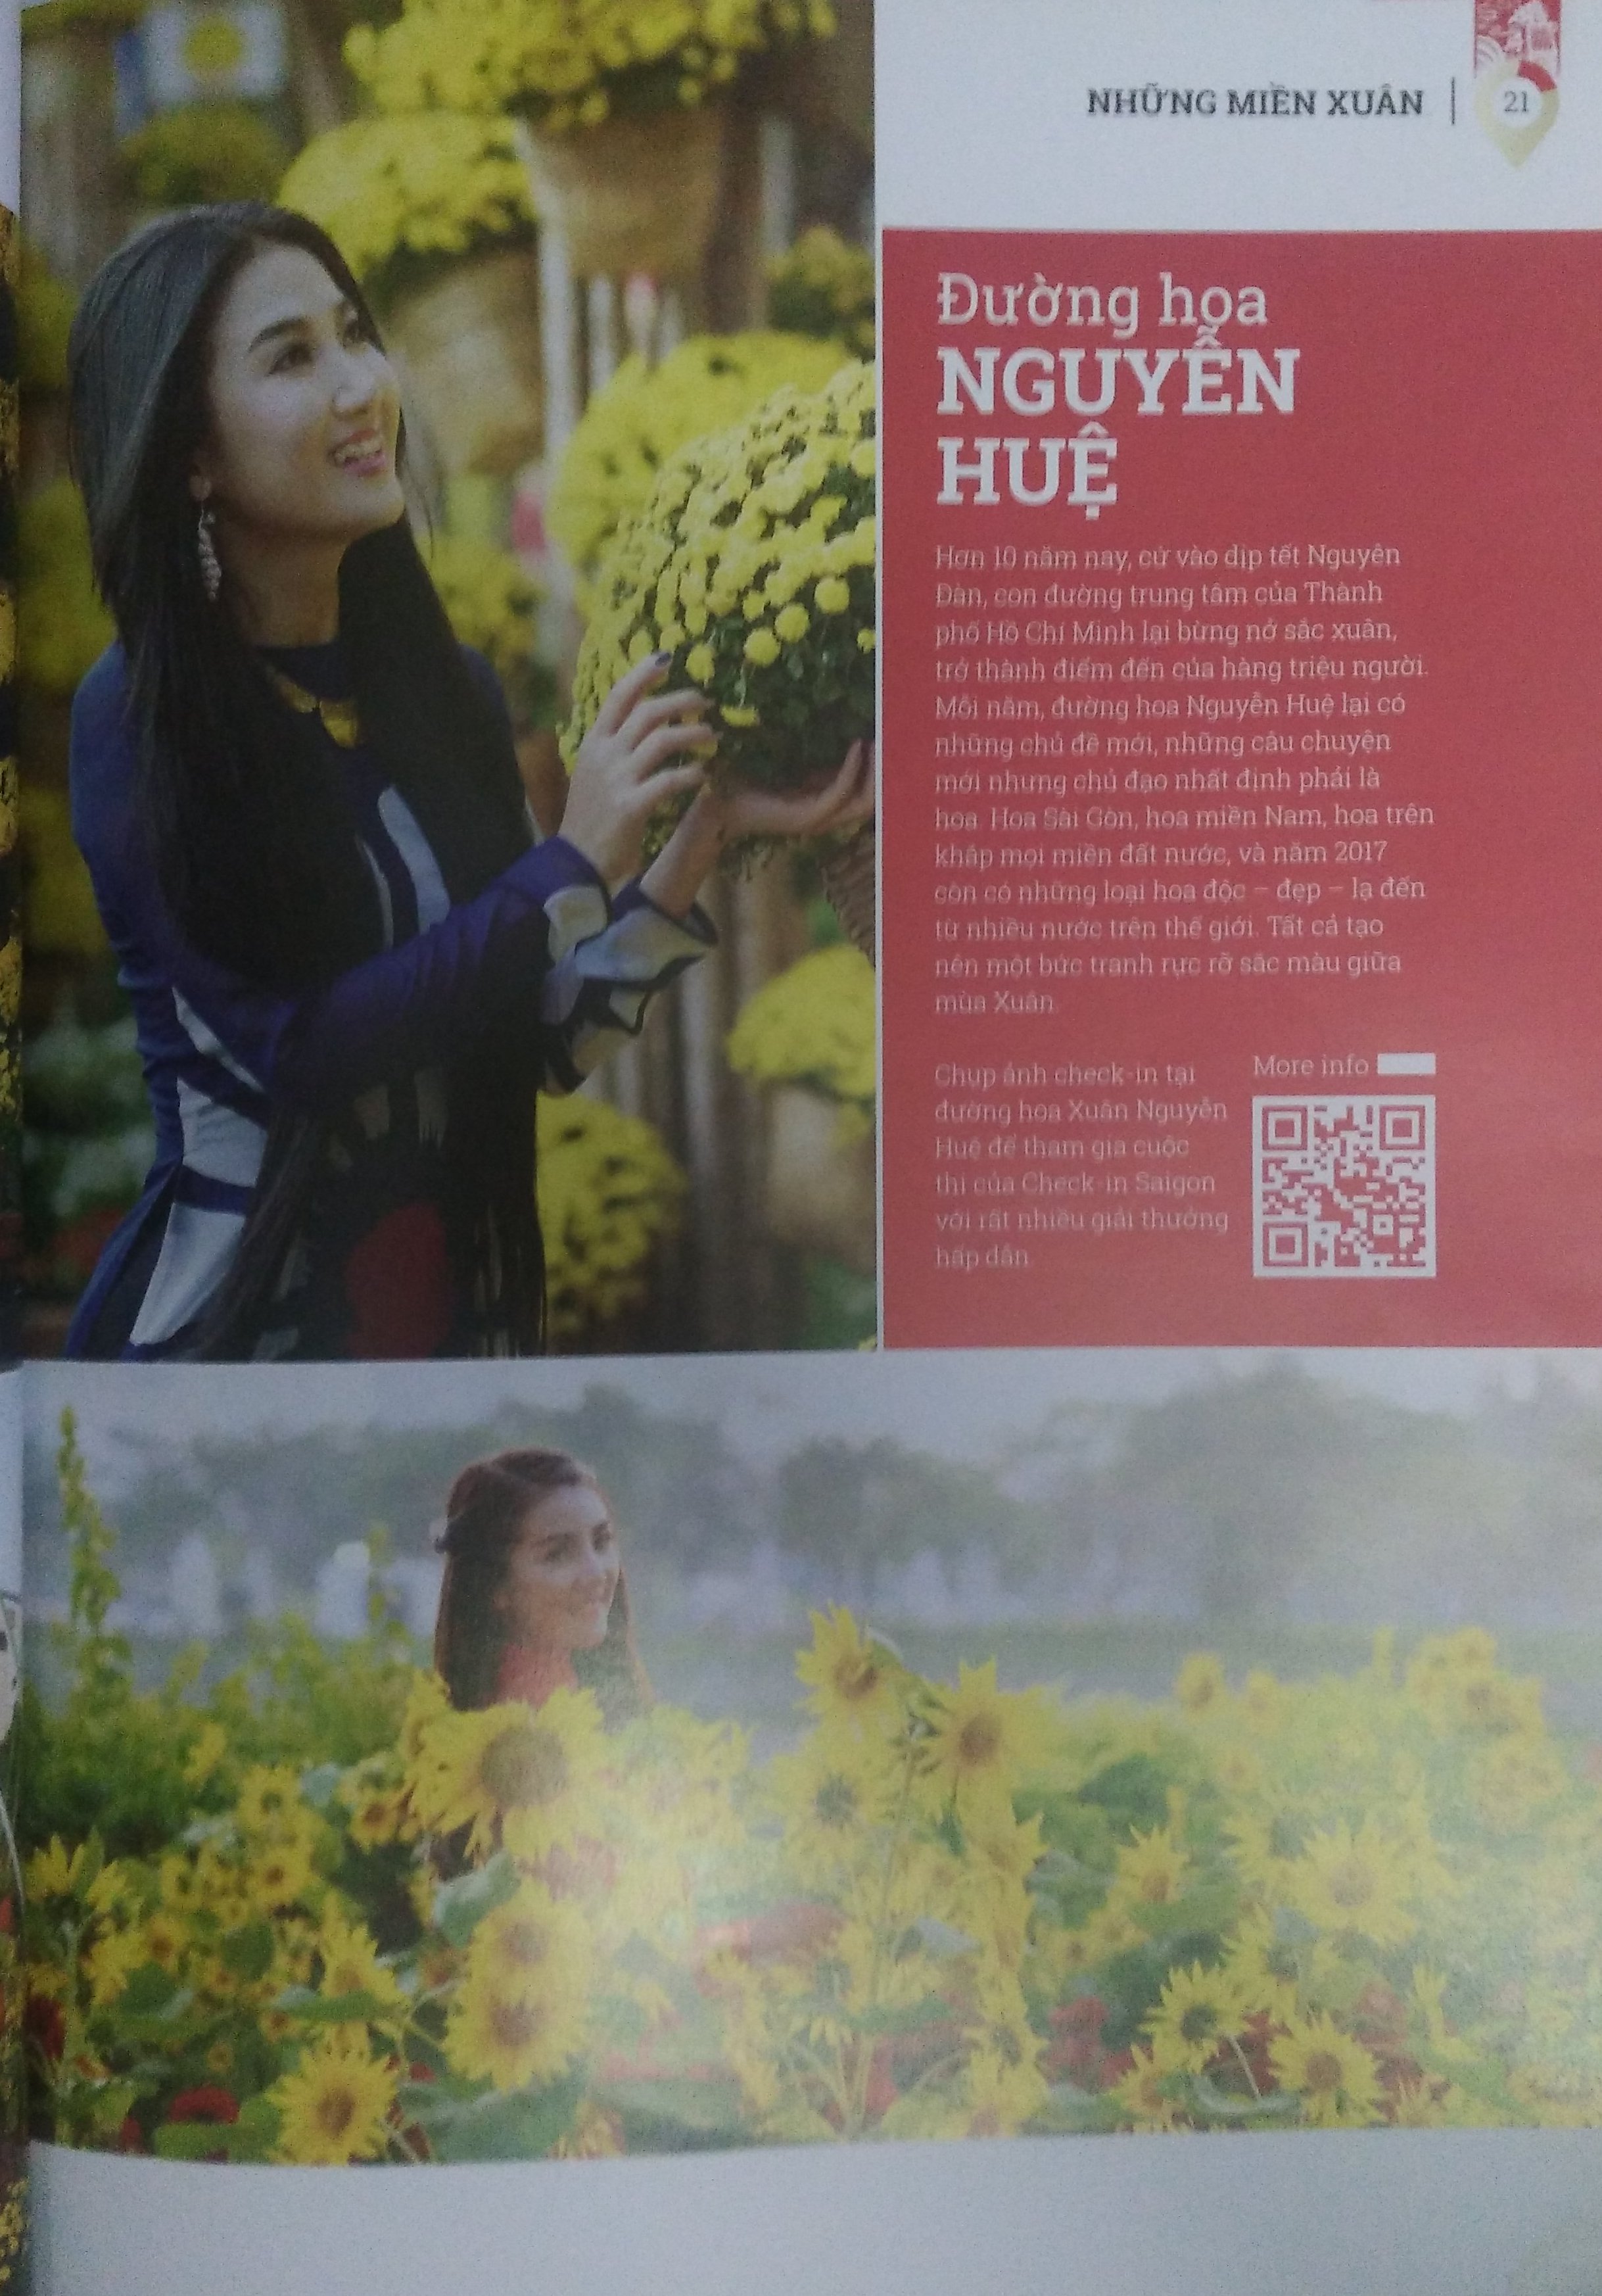 NHỮNG MIỀN XUÂN
21
Đường hoa
NGUYỄN
HUỆ
Hơn 10 năm nay, cứ vào dịp tết Nguyên
Đán, con đường trung tâm của Thành
phố Hồ Chí Minh lại bừng nở sắc xuân,
trở thành điểm đến của hàng triệu người.
Mỗi năm, đường hoa Nguyễn Huệ lại có
những chủ đề mới, những câu chuyện
mới nhưng chủ đạo nhất định phải là
hoa. Hoa Sài Gòn, hoa miền Nam, hoa trên
khắp mọi miền đất nước, và năm 2017
còn có những loại hoa độc – đẹp – lạ đến
từ nhiều nước trên thế giới. Tất cả tạo
nên một bức tranh rực rỡ sắc màu giữa
mùa Xuân.
Chụp ảnh check-in tại
đường hoa Xuân Nguyễn
Huệ để tham gia cuộc
thi của Check-in Saigon
với rất nhiều giải thưởng
hấp dẫn.
More info